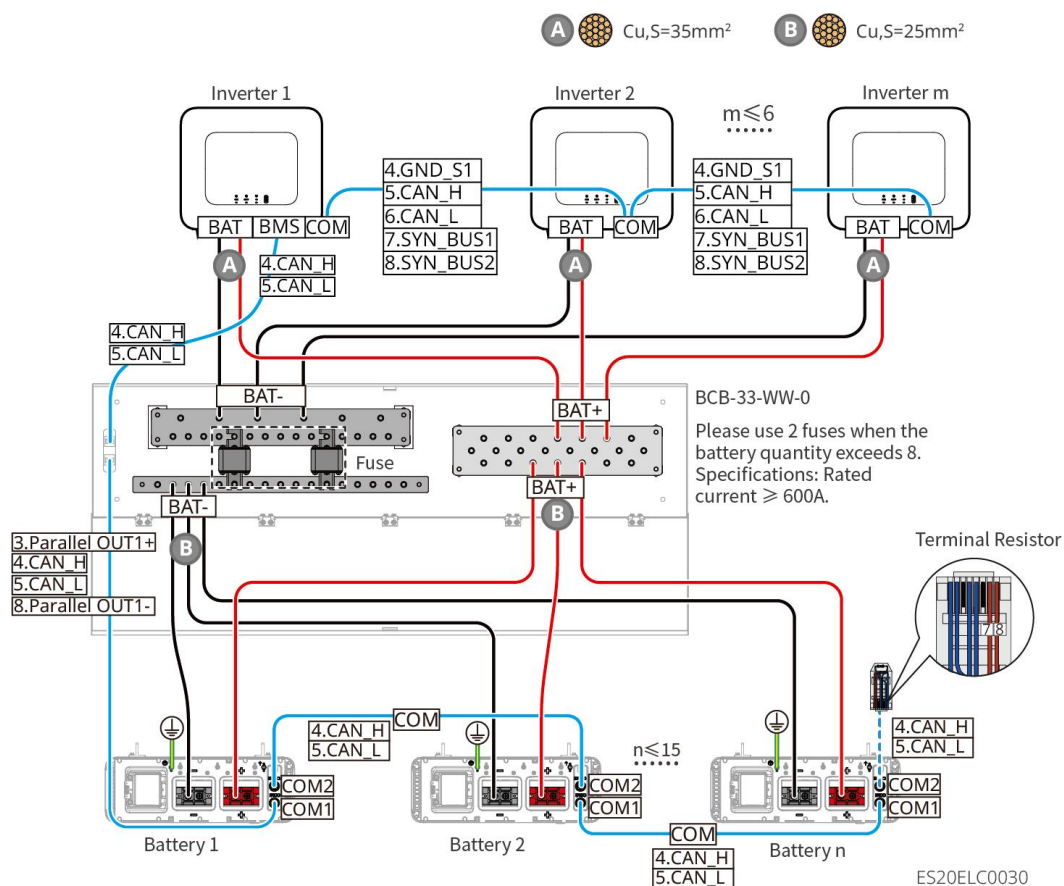 A Cu,S=35mm²
B Cu,S=25mm²
Inverter 1
Inverter 2
m≤6
Inverter m
4.GND_S1
5.CAN_H
6.CAN_L
7.SYN_BUS1
8.SYN_BUS2
4.GND_S1
5.CAN_H
6.CAN_L
7.SYN_BUS1
8.SYN_BUS2
BAT BMS COM
BAT COM
BAT COM
A
A
A
4.CAN_H
5.CAN_L
4.CAN_H
5.CAN_L
BAT-
BAT+
BCB-33-WW-0
Please use 2 fuses when the
battery quantity exceeds 8.
Specifications: Rated
current ≥ 600A.
Fuse
BAT-
BAT+
B
B
3.Parallel OUT1+
4.CAN_H
5.CAN_L
8.Parallel OUT1-
Terminal Resistor
7 8
COM
4.CAN_H
5.CAN_L
n≤15
4.CAN_H
5.CAN_L
COM2
COM1
COM2
COM1
COM2
COM1
Battery 1
Battery 2
Battery n
COM
4.CAN_H
5.CAN_L
ES20ELC0030